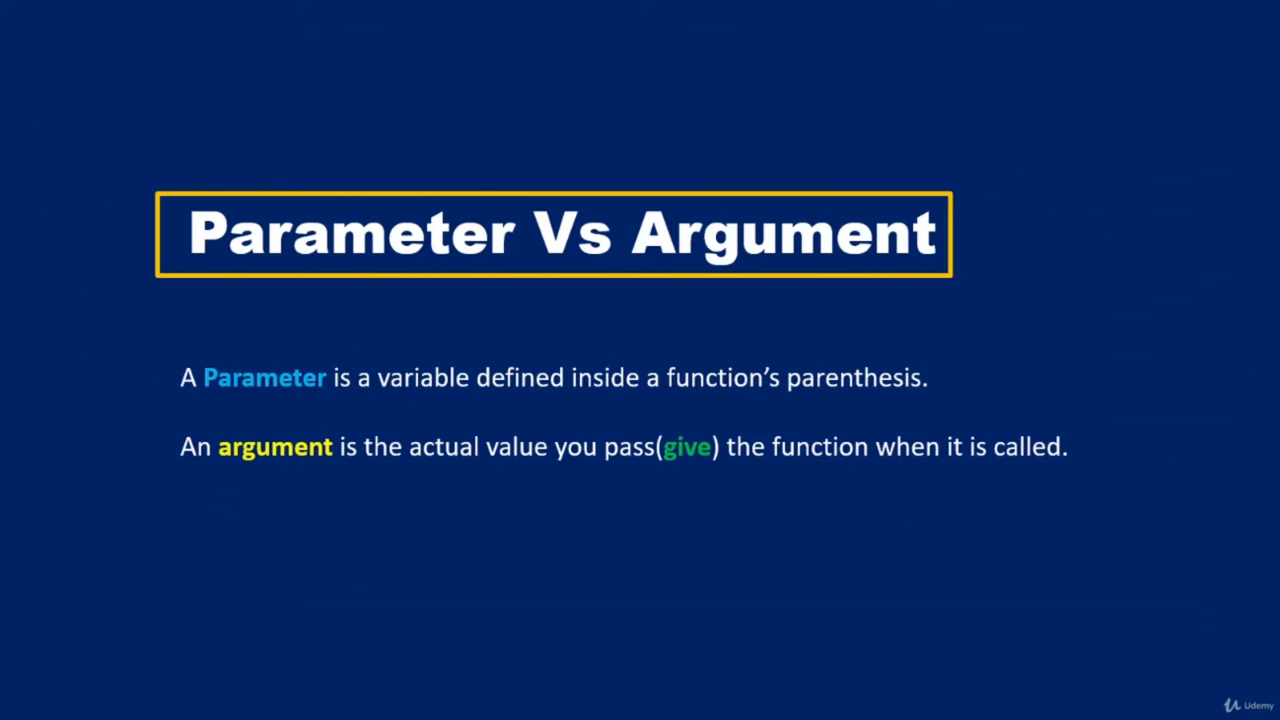 Parameter Vs Argument
A Parameter is a variable defined inside a function’s parenthesis.
An argument is the actual value you pass(give) the function when it is called.
Udemy